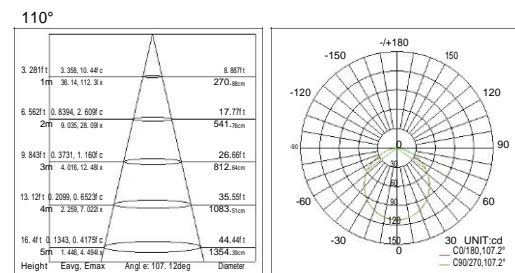 110°
3.281ft 3.358, 10.44fc 8.887ft
1m 36.14, 112.3lx 270.88cm
6.562ft 0.8394, 2.609fc 17.77ft
2m 9.035, 28.09lx 541.76cm
9.843ft 0.3731, 1.160fc 26.66ft
3m 4.016, 12.48lx 812.64cm
13.12ft 0.2099, 0.6523fc 35.55ft
4m 2.259, 7.022lx 1083.51cm
16.4ft 0.1343, 0.4175fc 44.44ft
5m 1.446, 4.494lx 1354.39cm
Height Eavg, Emax Angle: 107.12deg Diameter
-/+180
-150 150
-120 120
-90 0 90
30
60
-60 90 60
120
-30 150 30
0
UNIT:cd
C0/180,107.2°
C90/270,107.2°